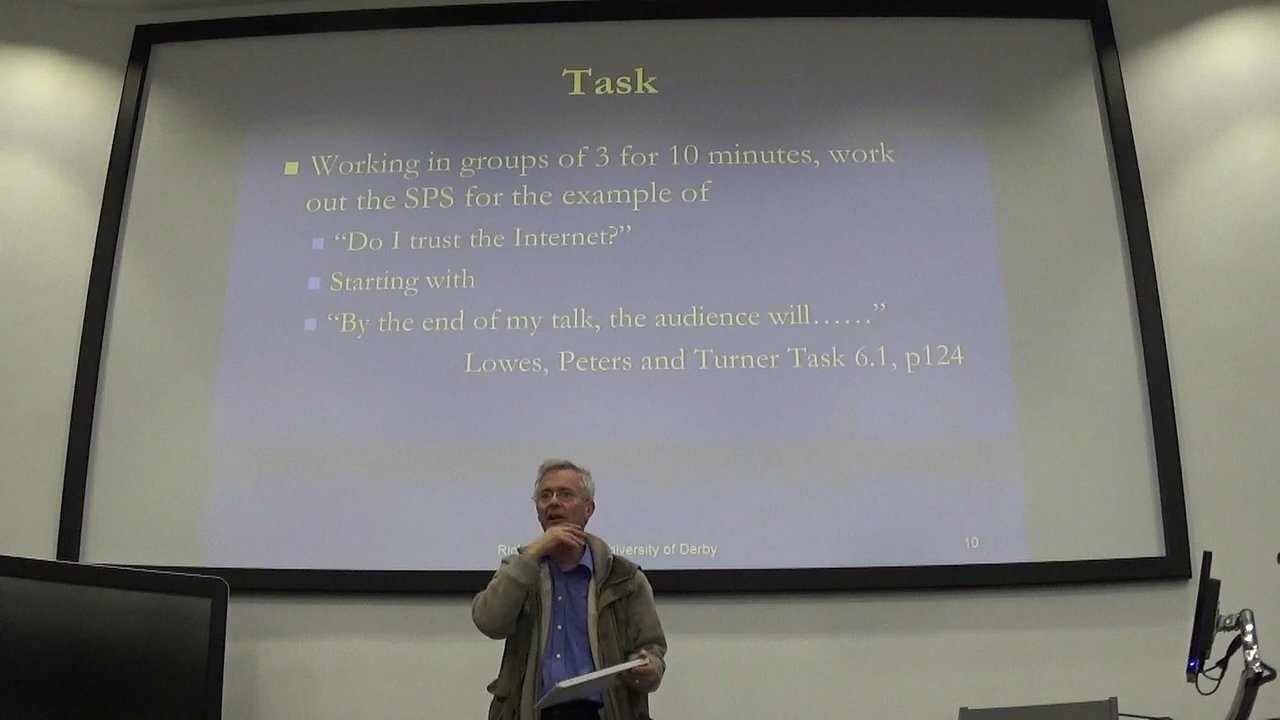 Task
Working in groups of 3 for 10 minutes, work
out the SPS for the example of
“Do I trust the Internet?”
Starting with
“By the end of my talk, the audience will……”
Lowes, Peters and Turner Task 6.1, p124
of Derby
10